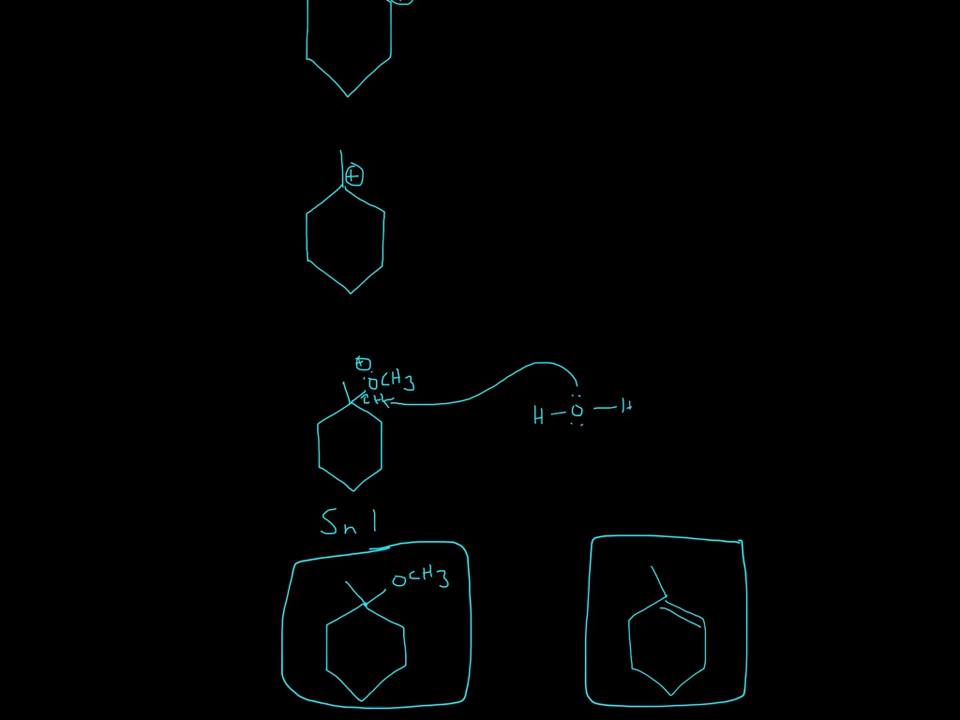 +
+
OCH3
H
H-O-H
Sn1
OCH3